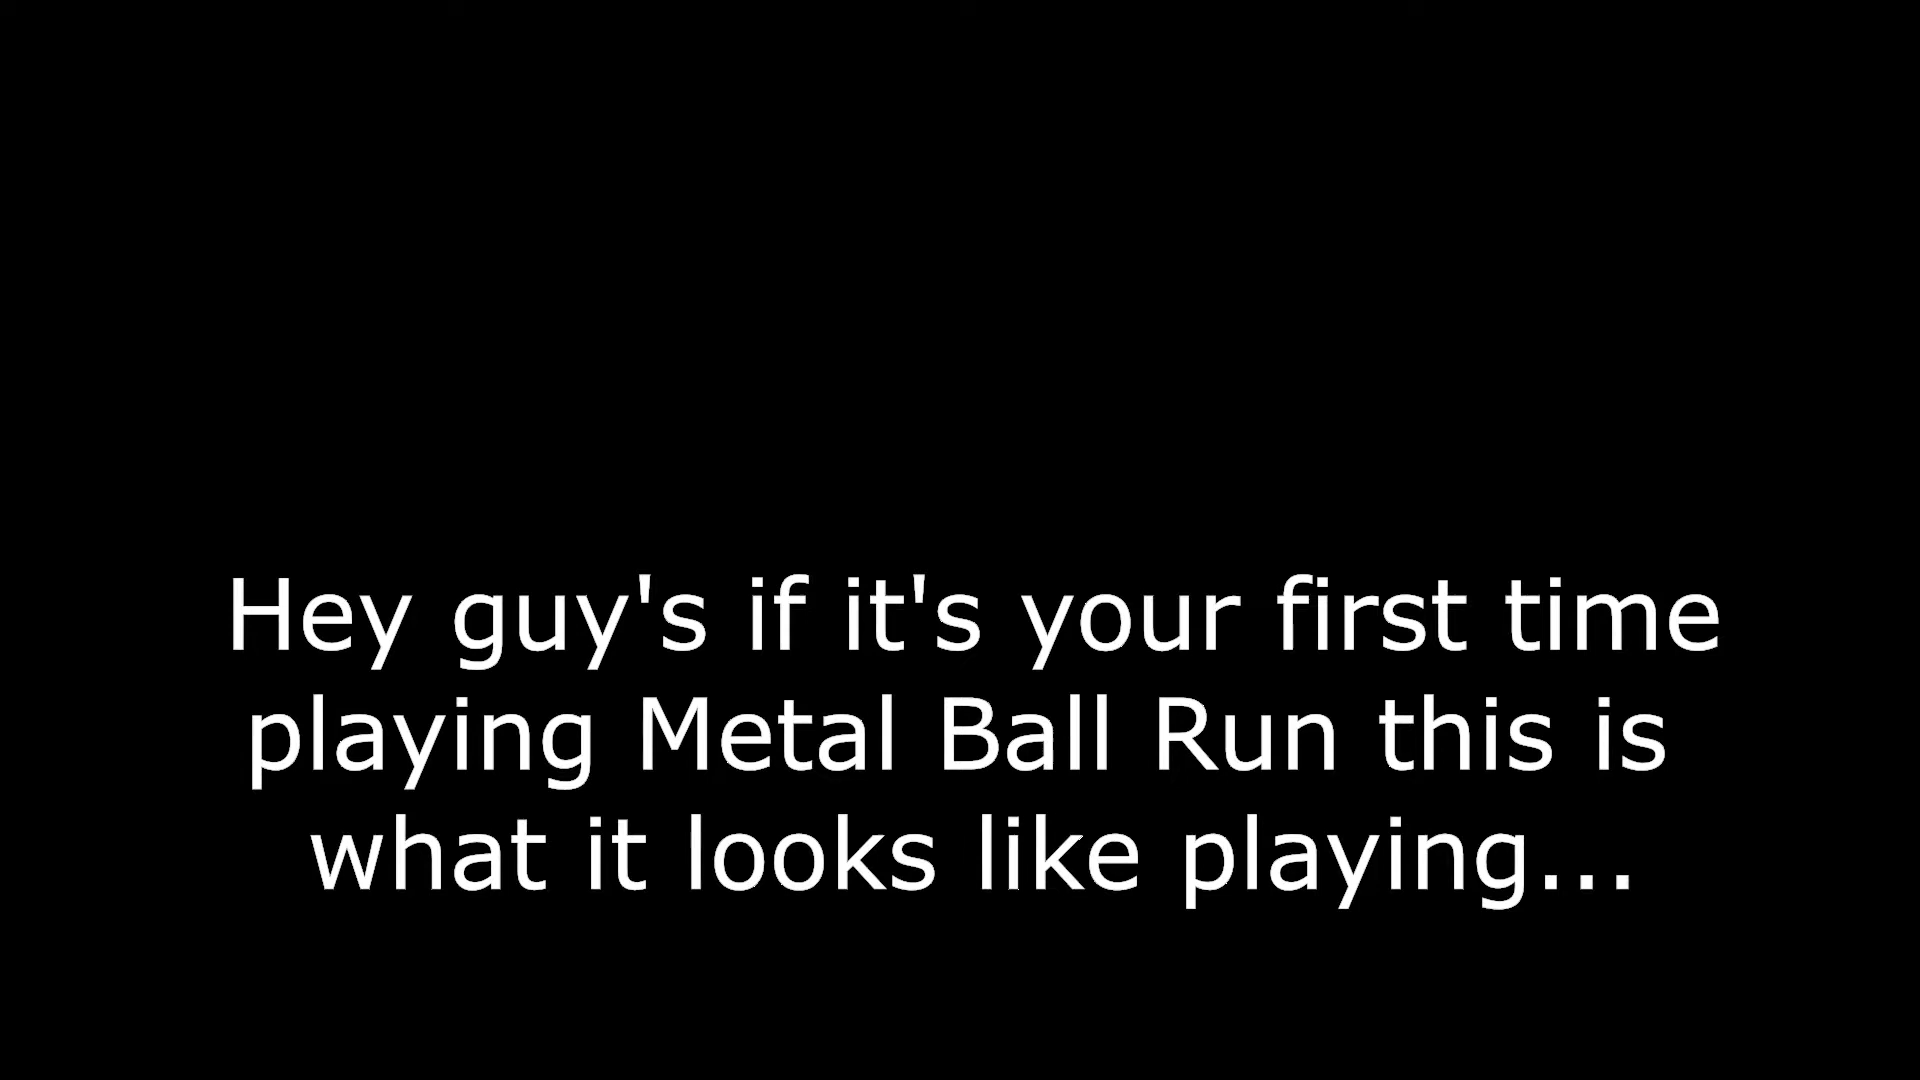 Hey guy's if it's your first time
playing Metal Ball Run this is
what it looks like playing...